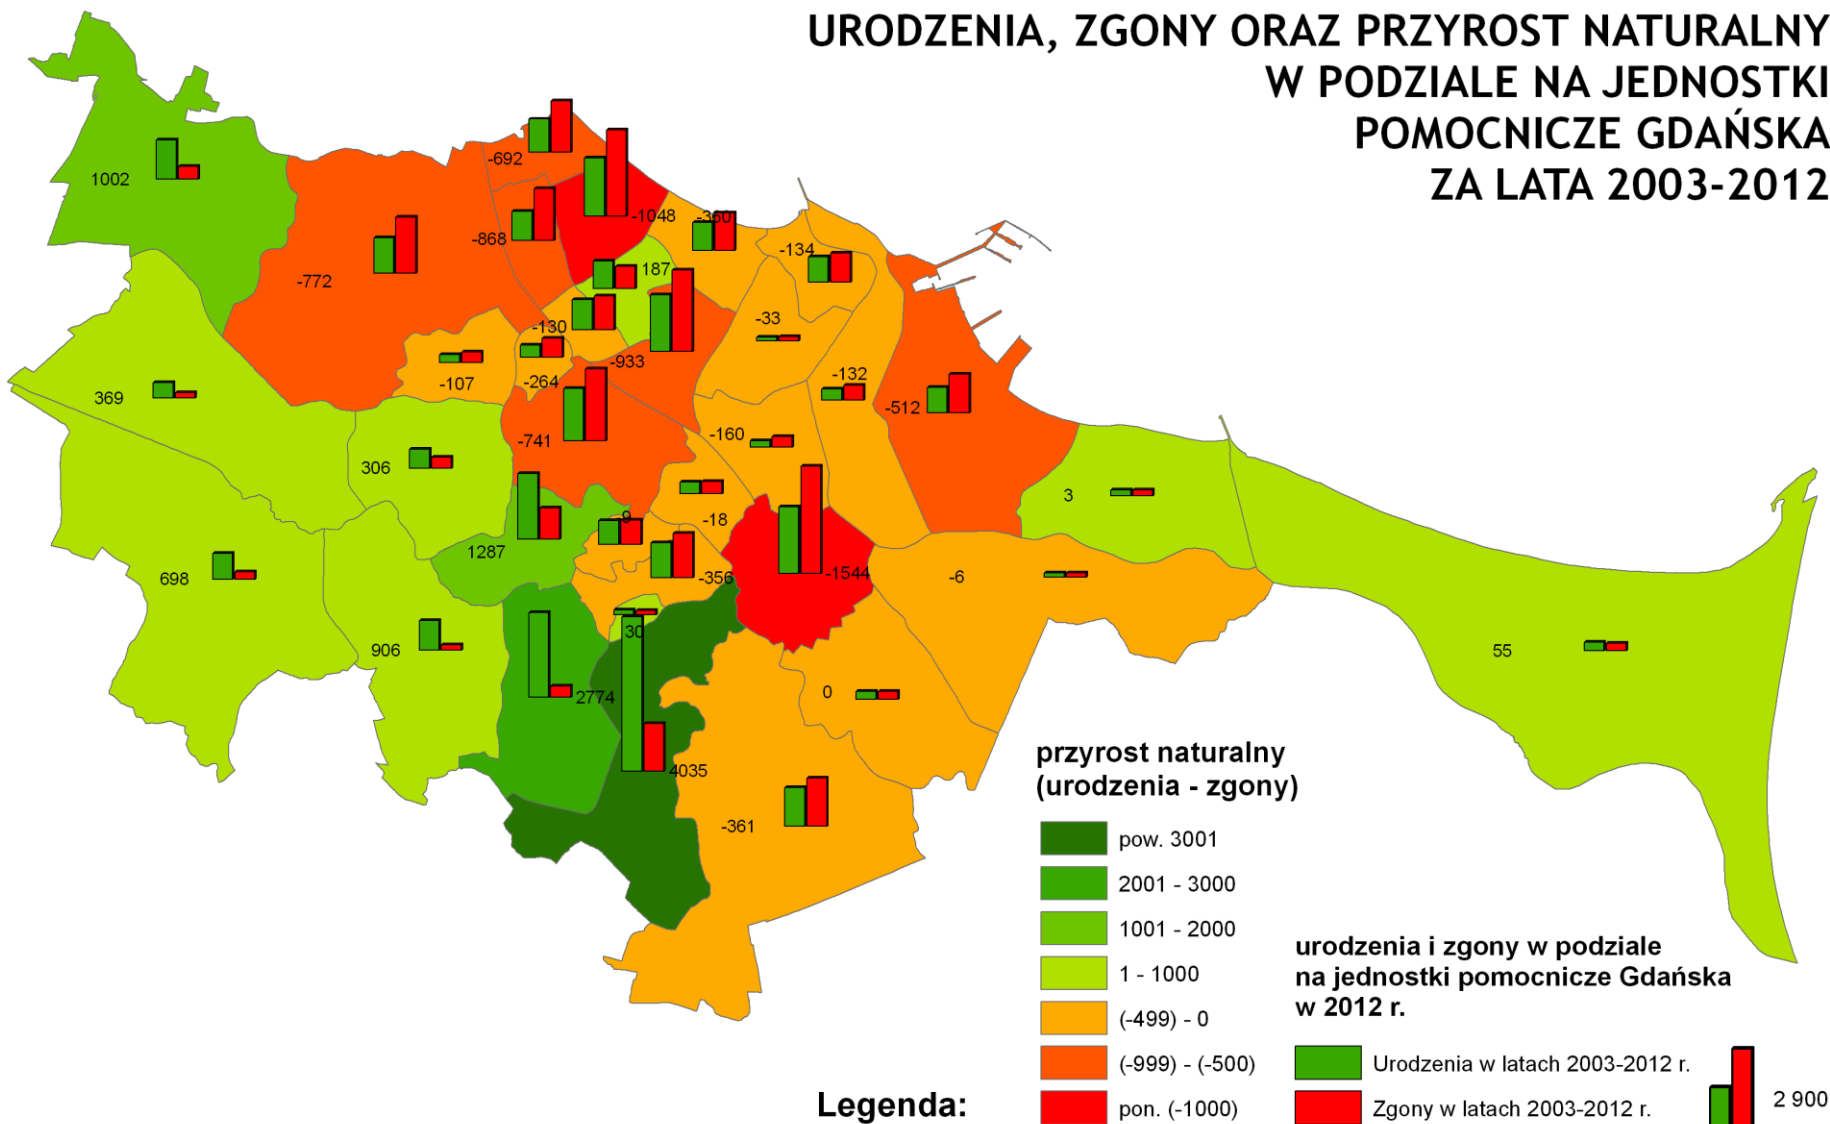 URODZENIA, ZGONY ORAZ PRZYROST NATURALNY
W PODZIALE NA JEDNOSTKI
POMOCNICZE GDAŃSKA
ZA LATA 2003-2012
-692
1002
-1048
-360
-868
-134
187
-772
-33
-130
-933
-132
-107
-264
369
-512
-160
-741
306
3
9
-18
1287
-356
-1544
-6
698
30
906
55
2774
0
4035
-361
przyrost naturalny
(urodzenia - zgony)
pow. 3001
2001 - 3000
1001 - 2000
1 - 1000
(-499) - 0
(-999) - (-500)
pon. (-1000)
urodzenia i zgony w podziale
na jednostki pomocnicze Gdańska
w 2012 r.
Urodzenia w latach 2003-2012 r.
Zgony w latach 2003-2012 r.
2 900
Legenda: